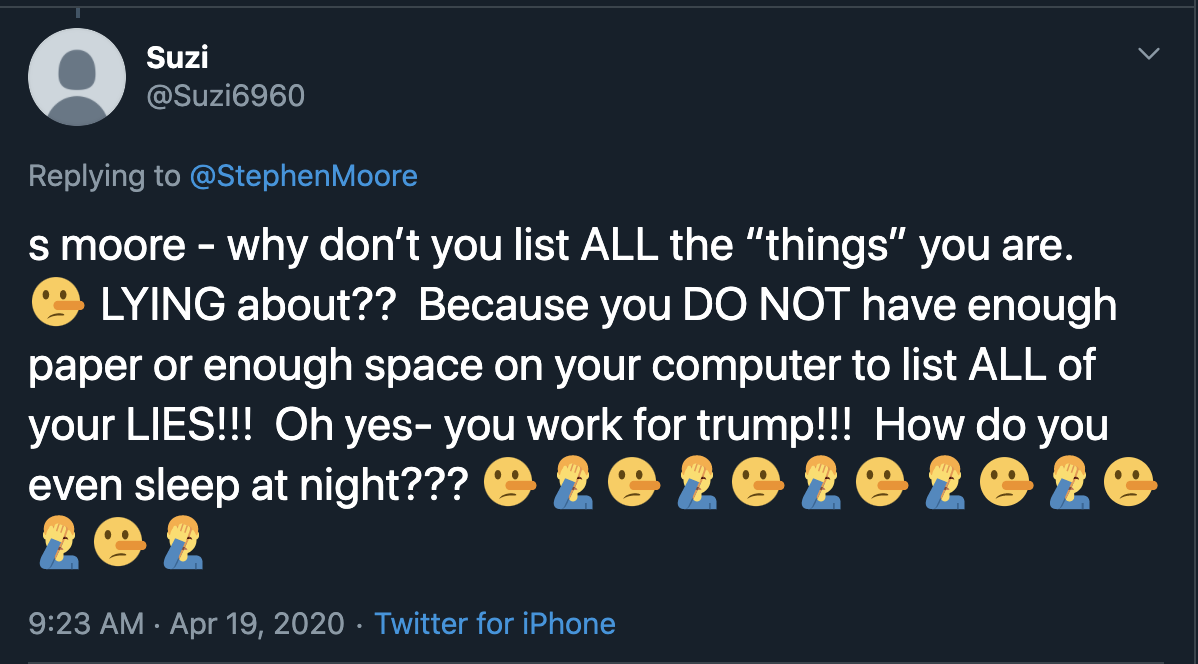 Suzi
@Suzi6960
Replying to @StephenMoore
s moore - why don’t you list ALL the “things” you are.
🤥 LYING about??  Because you DO NOT have enough
paper or enough space on your computer to list ALL of
your LIES!!!  Oh yes- you work for trump!!!  How do you
even sleep at night??? 🤥🤦🏼‍♂️🤥🤦🏼‍♂️🤥🤦🏼‍♂️🤥🤦🏼‍♂️🤥🤦🏼‍♂️🤥
🤦🏼‍♂️🤥🤦🏼‍♂️
9:23 AM · Apr 19, 2020 · Twitter for iPhone